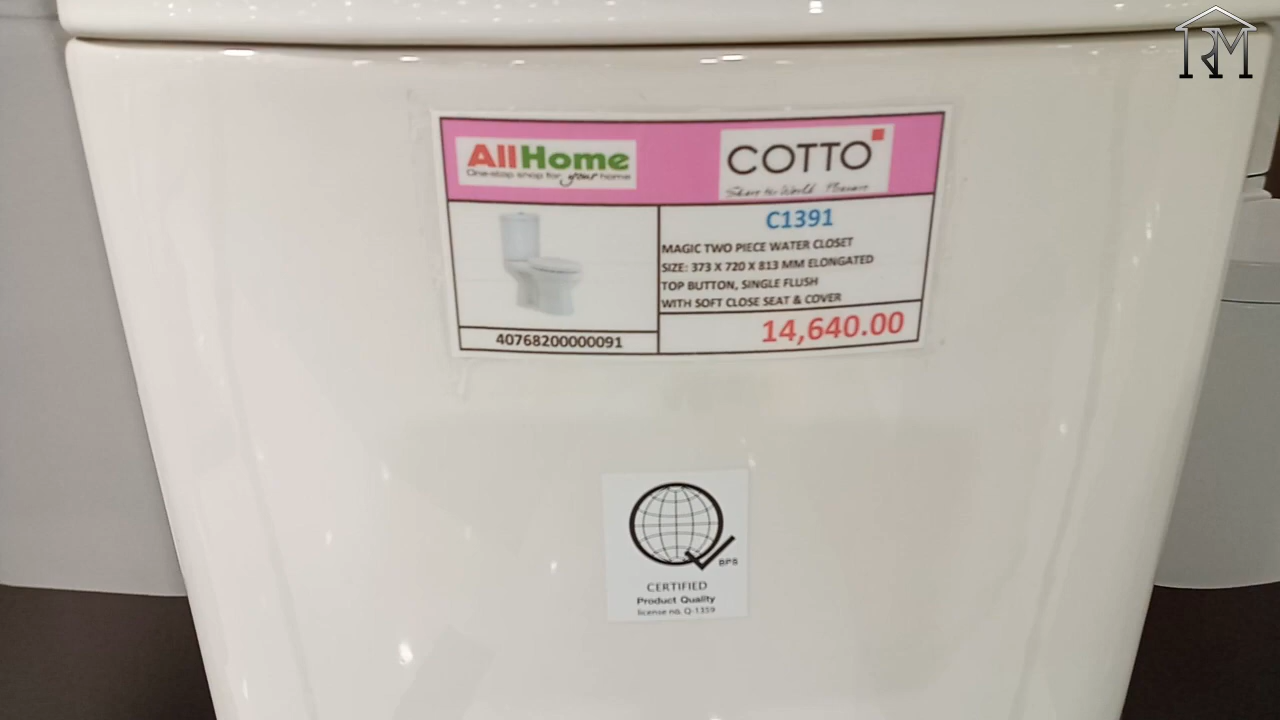 RM
AllHome
One-stop shop for your home
COTTO
C1391
MAGIC TWO PIECE WATER CLOSET
SIZE: 373 X 720 X 813 MM ELONGATED
TOP BUTTON, SINGLE FLUSH
WITH SOFT CLOSE SEAT & COVER
40768200000091
14,640.00
BPS
CERTIFIED
Product Quality
license no. Q-1359